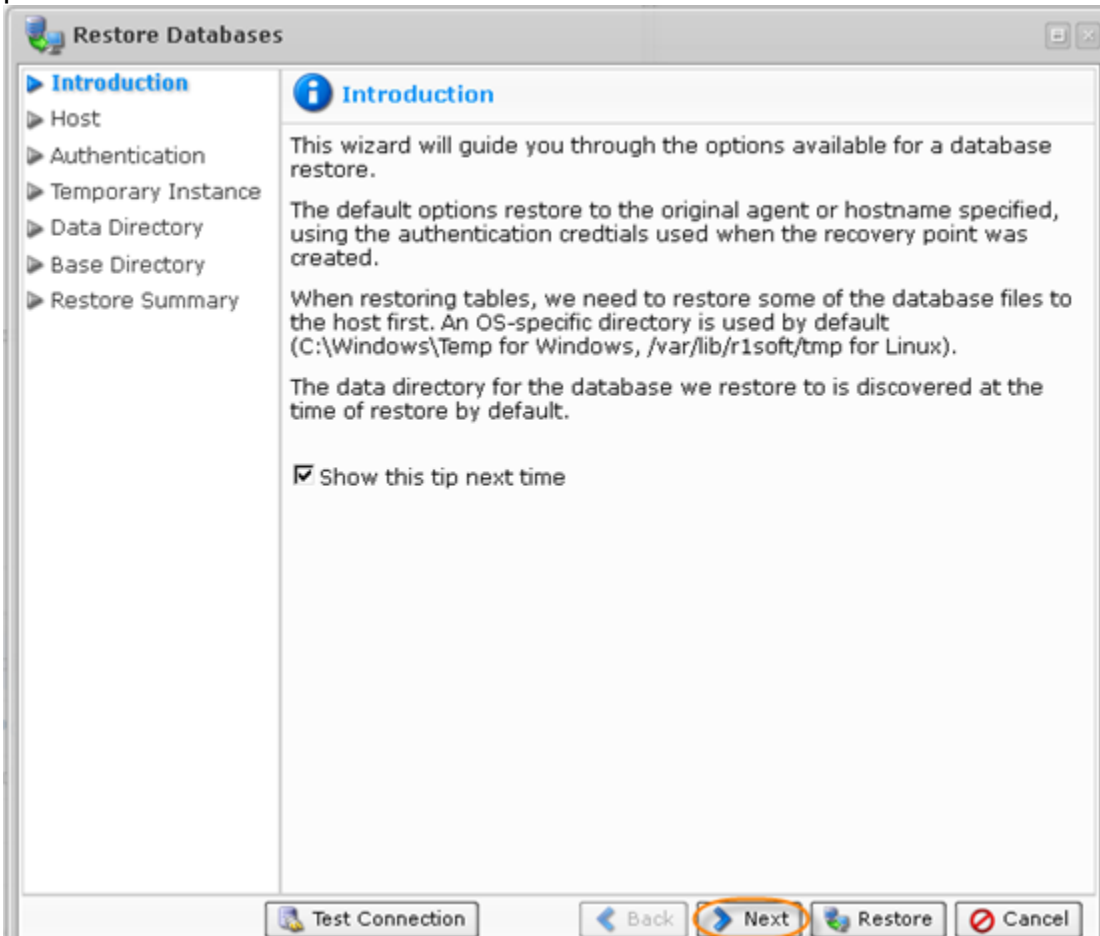 Restore Databases
Introduction
Host
Authentication
Temporary Instance
Data Directory
Base Directory
Restore Summary
Introduction
This wizard will guide you through the options available for a database
restore.
The default options restore to the original agent or hostname specified,
using the authentication credtials used when the recovery point was
created.
When restoring tables, we need to restore some of the database files to
the host first. An OS-specific directory is used by default
(C:\Windows\Temp for Windows, /var/lib/r1soft/tmp for Linux).
The data directory for the database we restore to is discovered at the
time of restore by default.
Show this tip next time
Test Connection
Back
Next
Restore
Cancel